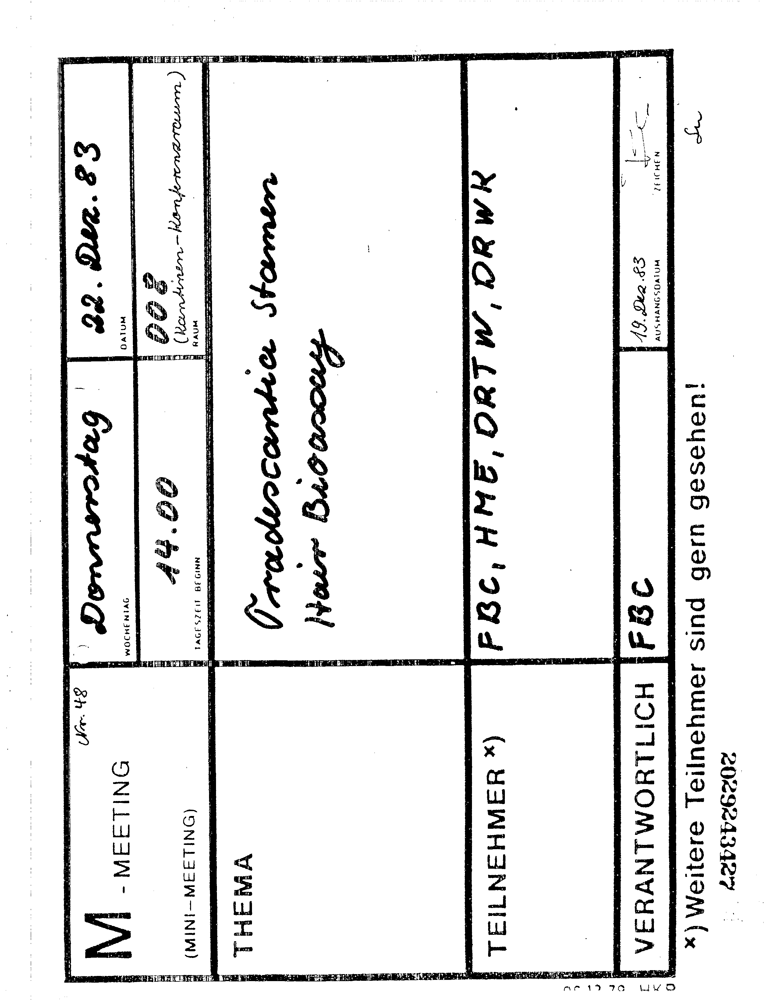 Nr. 48
M - MEETING
(MINI-MEETING)
Donnerstag
WOCHENTAG
22. Dez. 83
DATUM
14.00
TAGESZEIT BEGINN
008
(Kantinen-Konferenzraum)
RAUM
THEMA
Tradescantia Stamen
Hair Bioassay
TEILNEHMER x)
FBC, HME, DRTW, DRWR
VERANTWORTLICH
FBC
19. Dez. 83
AUSHANGSDATUM
ZEICHEN
x) Weitere Teilnehmer sind gern gesehen!
2029243427